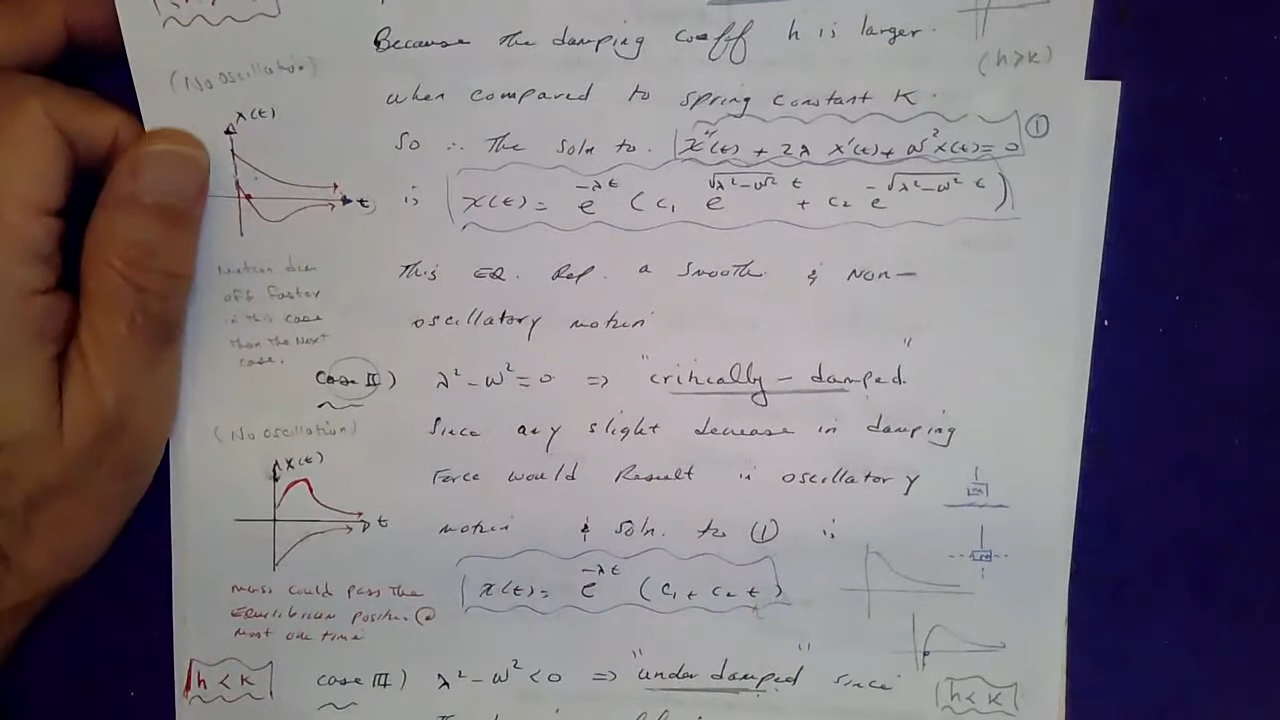 Because the damping coeff h is larger.
(h>k)
(No oscillation)
when compared to spring constant K.
x(t)
So ∴ The soln to x''(t) + 2λ x'(t) + ω²x(t) = 0 ①
t
is x(t) = e^{-λt} (c₁ e^{√(λ²-ω²) t} + c₂ e^{-√(λ²-ω²) t})
This EQ. Rep. a smooth & non-
oscillatory motion
off faster
in this case
than the Next
case.
case II) λ²-ω²=0 => "critically-damped"
(No oscillation)
Since any slight decrease in damping
x(t)
Force would Result in oscillatory
t
motion & soln. to ① is
x(t) = e^{-λt} (c₁ + c₂ t)
mass could pass the
Equilibrium position @
most one time
h < k
case III) λ²-ω²<0 => "under damped" since
h < k